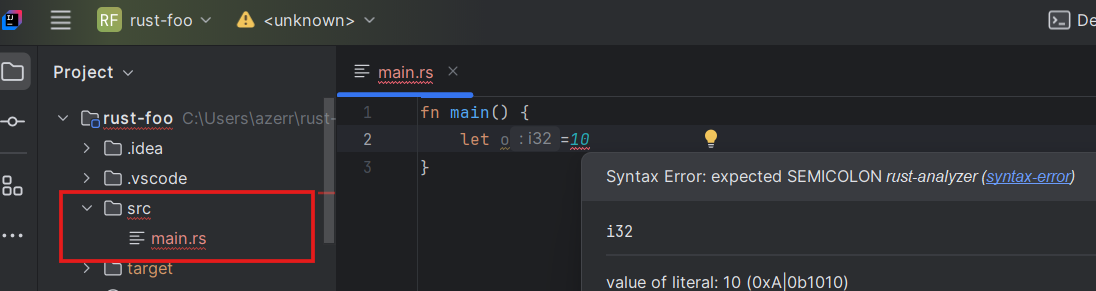 RF rust-foo <unknown> De
Project
main.rs
rust-foo C:\Users\azerr\rust-
.idea
.vscode
src
main.rs
target
1 fn main() {
2 let o : i32 =10
3 }
Syntax Error: expected SEMICOLON rust-analyzer (syntax-error)
i32
value of literal: 10 (0xA|0b1010)